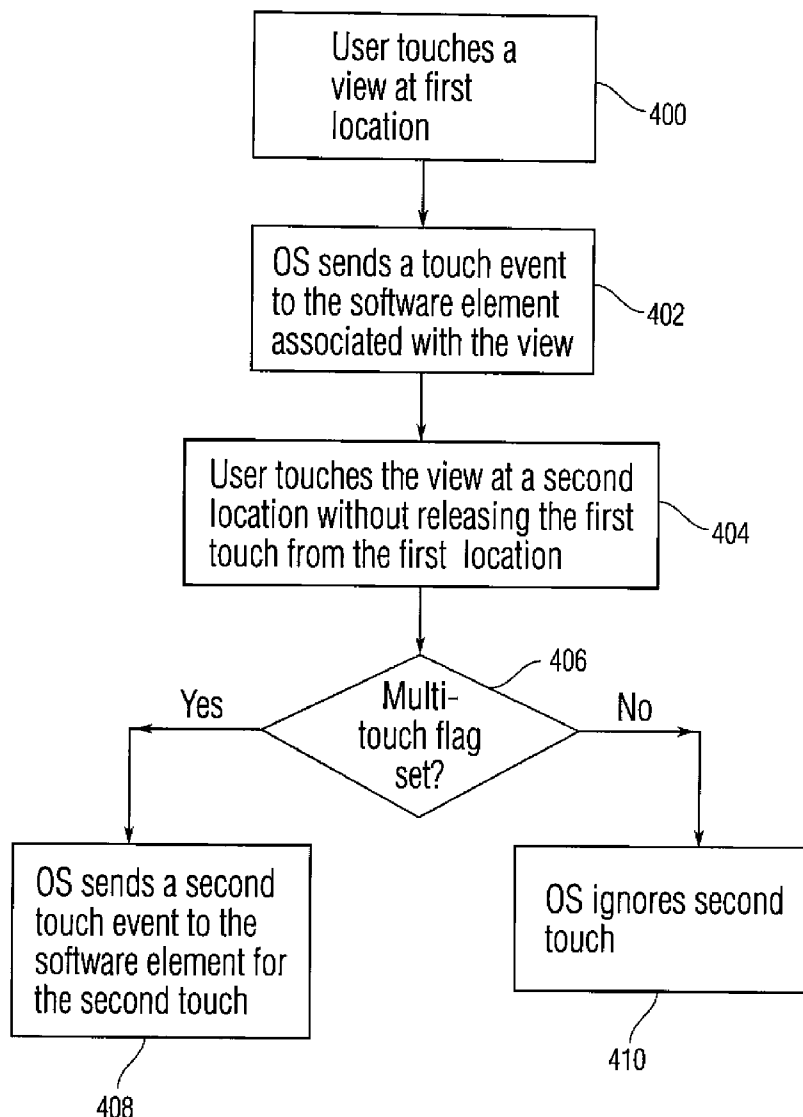 User touches a
view at first
location
400
OS sends a touch event
to the software element
associated with the view
402
User touches the view at a second
location without releasing the first
touch from the first location
404
406
Yes
Multi-
touch flag
set?
No
OS sends a second
touch event to the
software element for
the second touch
408
OS ignores second
touch
410